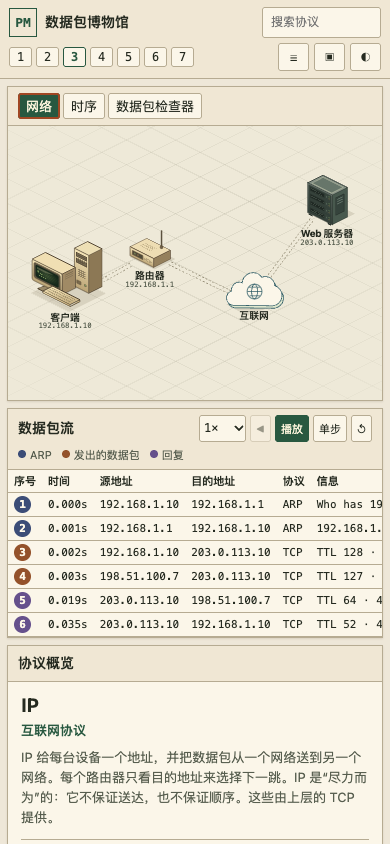 PM 数据包博物馆 搜索协议
1 2 3 4 5 6 7
网络 时序 数据包检查器
Web 服务器
203.0.113.10
路由器
192.168.1.1
互联网
客户端
192.168.1.10
数据包流 1× 播放 单步
ARP 发出的数据包 回复
序号 时间 源地址 目的地址 协议 信息
1 0.000s 192.168.1.10 192.168.1.1 ARP Who has 19
2 0.001s 192.168.1.1 192.168.1.10 ARP 192.168.1.
3 0.002s 192.168.1.10 203.0.113.10 TCP TTL 128 ·
4 0.003s 198.51.100.7 203.0.113.10 TCP TTL 127 ·
5 0.019s 203.0.113.10 198.51.100.7 TCP TTL 64 · 4
6 0.035s 203.0.113.10 192.168.1.10 TCP TTL 52 · 4
协议概览
IP
互联网协议
IP 给每台设备一个地址，并把数据包从一个网络送到另一个
网络。每个路由器只看目的地址来选择下一跳。IP 是“尽力而
为”的：它不保证送达，也不保证顺序。这些由上层的 TCP
提供。